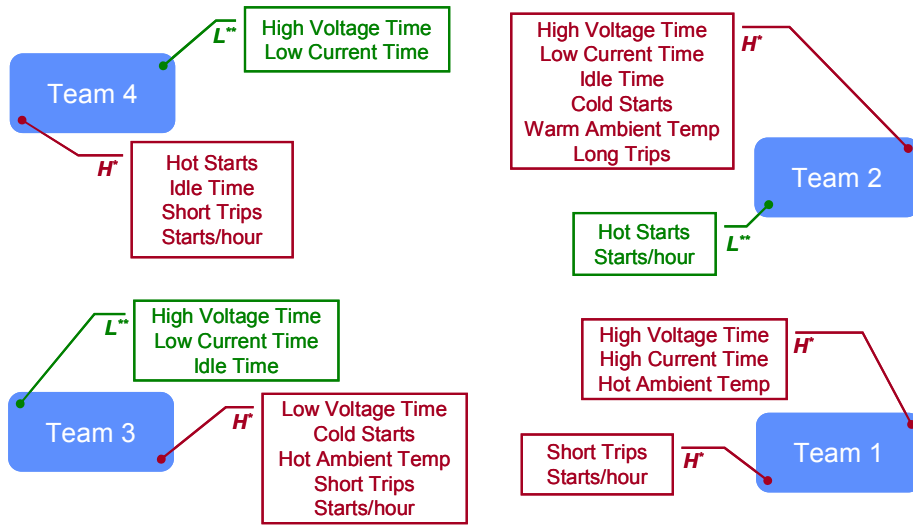 L**
High Voltage Time
Low Current Time
Team 4
H*
Hot Starts
Idle Time
Short Trips
Starts/hour
High Voltage Time
Low Current Time
Idle Time
Cold Starts
Warm Ambient Temp
Long Trips
H*
Team 2
Hot Starts
Starts/hour
L**
L**
High Voltage Time
Low Current Time
Idle Time
Team 3
H*
Low Voltage Time
Cold Starts
Hot Ambient Temp
Short Trips
Starts/hour
High Voltage Time
High Current Time
Hot Ambient Temp
H*
Team 1
Short Trips
Starts/hour
H*